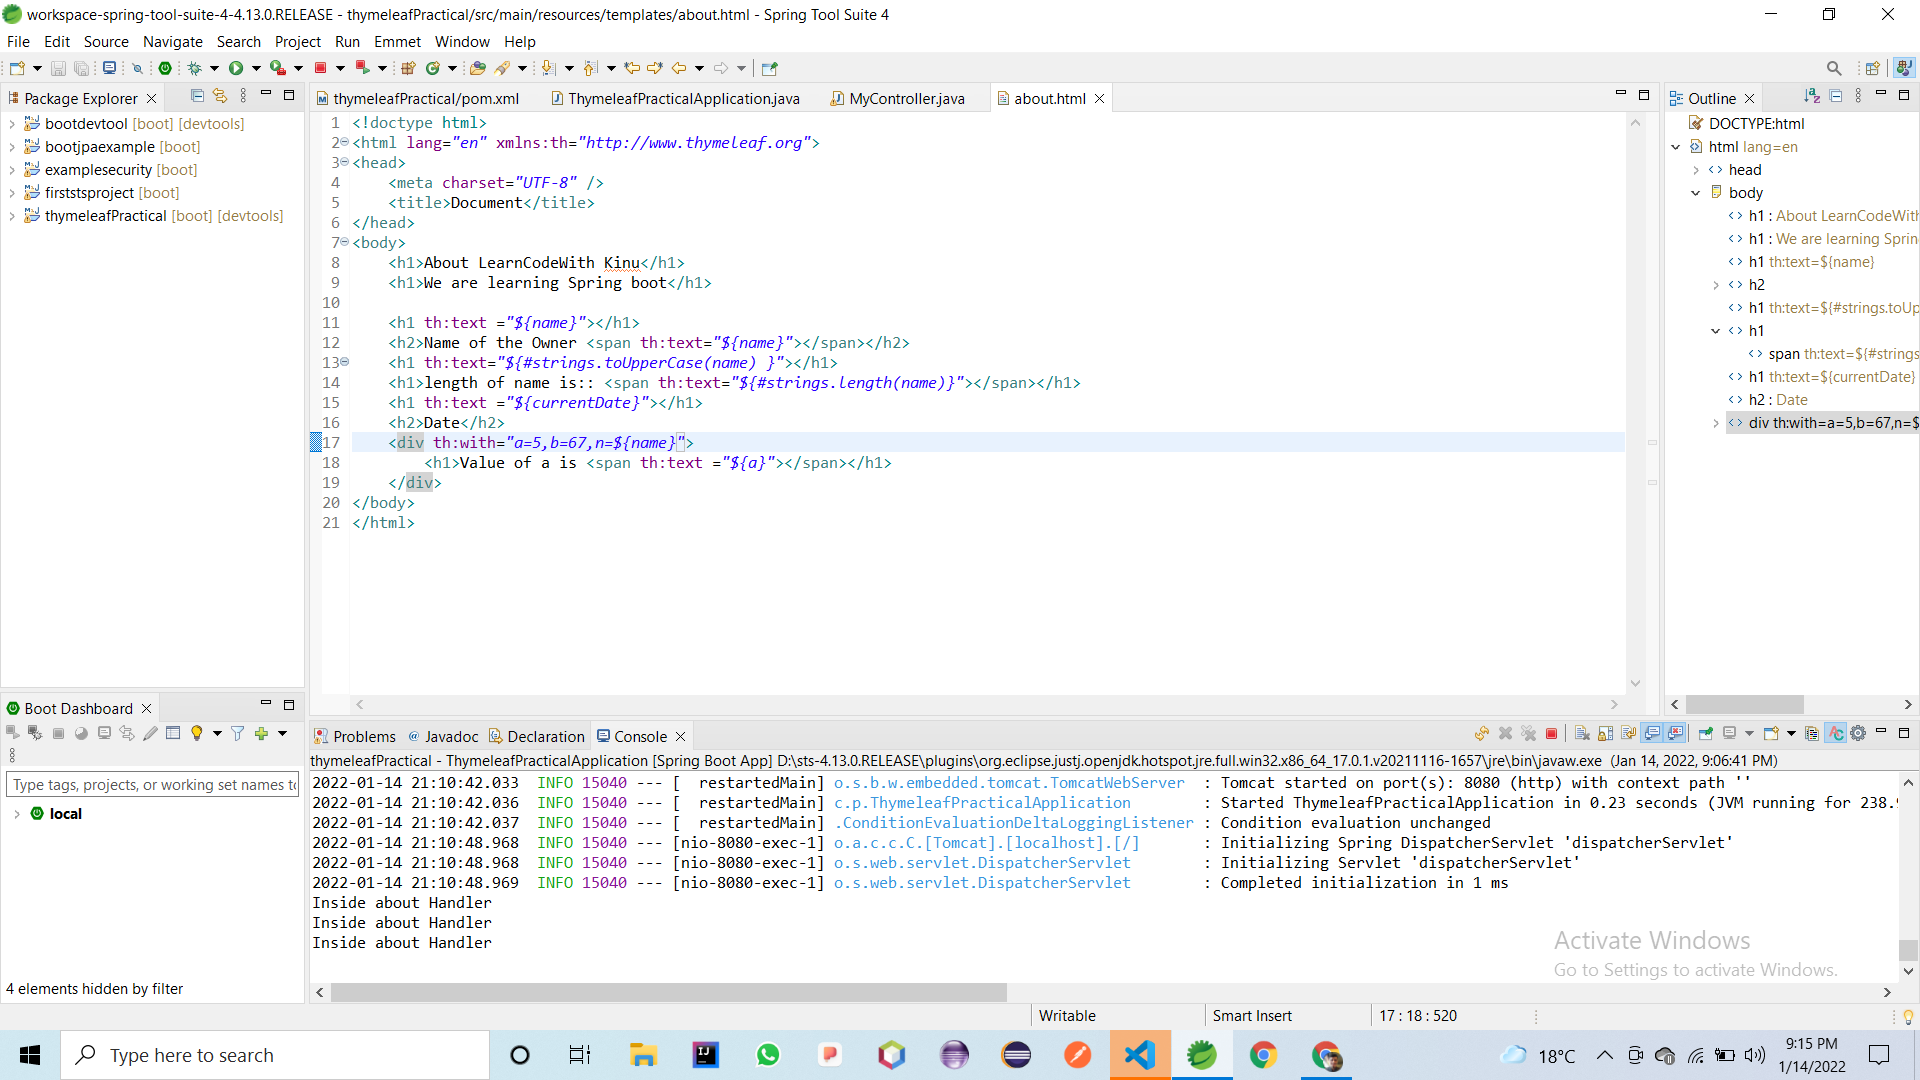 workspace-spring-tool-suite-4-4.13.0.RELEASE - thymeleafPractical/src/main/resources/templates/about.html - Spring Tool Suite 4
File Edit Source Navigate Search Project Run Emmet Window Help
Package Explorer
bootdevtool [boot] [devtools]
bootjpaexample [boot]
examplesecurity [boot]
firststsproject [boot]
thymeleafPractical [boot] [devtools]
thymeleafPractical/pom.xml ThymeleafPracticalApplication.java MyController.java about.html
1 <!doctype html>
2 <html lang="en" xmlns:th="http://www.thymeleaf.org">
3 <head>
4 <meta charset="UTF-8" />
5 <title>Document</title>
6 </head>
7 <body>
8 <h1>About LearnCodeWith Kinu</h1>
9 <h1>We are learning Spring boot</h1>
10
11 <h1 th:text ="${name}"></h1>
12 <h2>Name of the Owner <span th:text="${name}"></span></h2>
13 <h1 th:text="${#strings.toUpperCase(name) }"></h1>
14 <h1>length of name is:: <span th:text="${#strings.length(name)}"></span></h1>
15 <h1 th:text ="${currentDate}"></h1>
16 <h2>Date</h2>
17 <div th:with="a=5,b=67,n=${name}">
18 <h1>Value of a is <span th:text ="${a}"></span></h1>
19 </div>
20 </body>
21 </html>
Outline
DOCTYPE:html
html lang=en
head
body
h1 : About LearnCodeWith
h1 : We are learning Sprin
h1 th:text=${name}
h2
h1 th:text=${#strings.toUp
h1
span th:text=${#strings
h1 th:text=${currentDate}
h2 : Date
div th:with=a=5,b=67,n=$
Boot Dashboard
Type tags, projects, or working set names to
local
4 elements hidden by filter
Problems @ Javadoc Declaration Console
thymeleafPractical - ThymeleafPracticalApplication [Spring Boot App] D:\sts-4.13.0.RELEASE\plugins\org.eclipse.justj.openjdk.hotspot.jre.full.win32.x86_64_17.0.1.v20211116-1657\jre\bin\javaw.exe (Jan 14, 2022, 9:06:41 PM)
2022-01-14 21:10:42.033 INFO 15040 --- [ restartedMain] o.s.b.w.embedded.tomcat.TomcatWebServer : Tomcat started on port(s): 8080 (http) with context path ''
2022-01-14 21:10:42.036 INFO 15040 --- [ restartedMain] c.p.ThymeleafPracticalApplication : Started ThymeleafPracticalApplication in 0.23 seconds (JVM running for 238.9
2022-01-14 21:10:42.037 INFO 15040 --- [ restartedMain] .ConditionEvaluationDeltaLoggingListener : Condition evaluation unchanged
2022-01-14 21:10:48.968 INFO 15040 --- [nio-8080-exec-1] o.a.c.c.C.[Tomcat].[localhost].[/] : Initializing Spring DispatcherServlet 'dispatcherServlet'
2022-01-14 21:10:48.968 INFO 15040 --- [nio-8080-exec-1] o.s.web.servlet.DispatcherServlet : Initializing Servlet 'dispatcherServlet'
2022-01-14 21:10:48.969 INFO 15040 --- [nio-8080-exec-1] o.s.web.servlet.DispatcherServlet : Completed initialization in 1 ms
Inside about Handler
Inside about Handler
Inside about Handler
Activate Windows
Go to Settings to activate Windows.
Writable Smart Insert 17 : 18 : 520
Type here to search
18°C
9:15 PM
1/14/2022